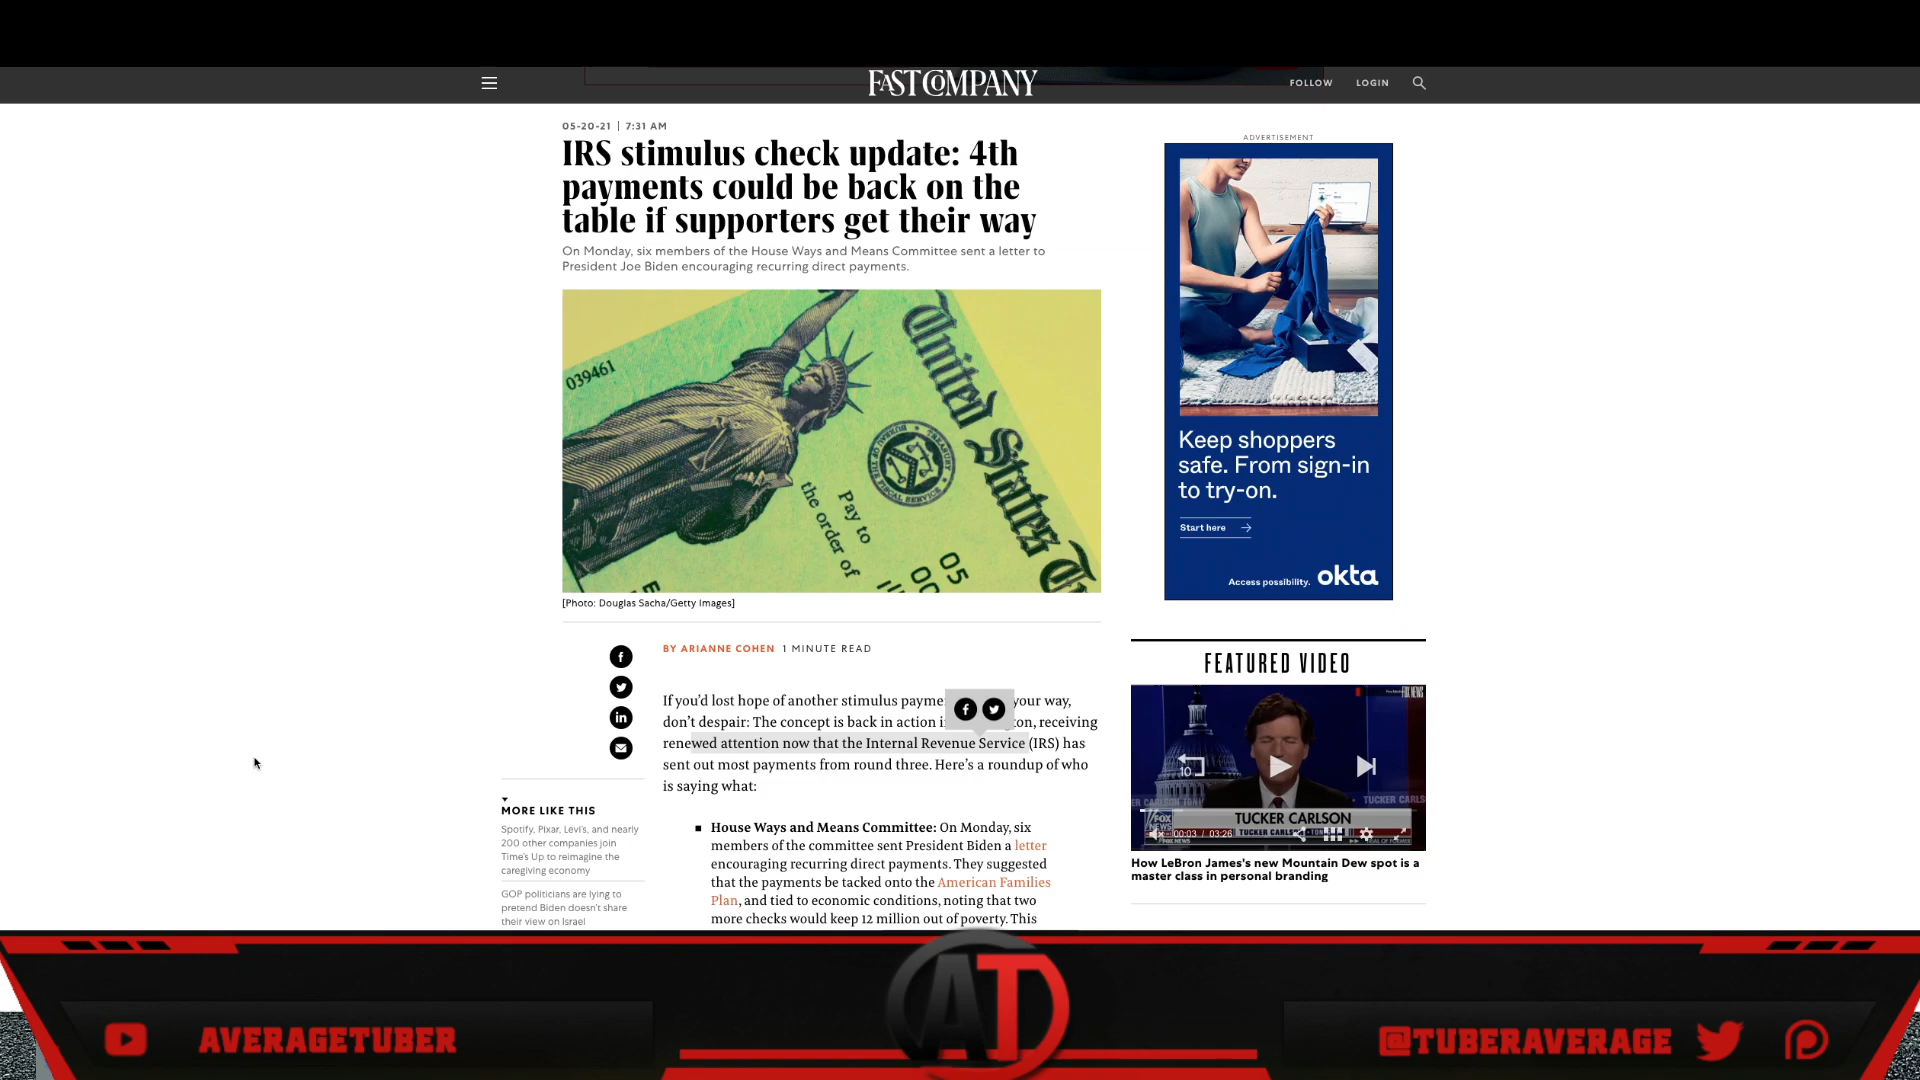 FAST COMPANY
FOLLOW
LOGIN
05-20-21 | 7:31 AM
IRS stimulus check update: 4th
payments could be back on the
table if supporters get their way
On Monday, six members of the House Ways and Means Committee sent a letter to
President Joe Biden encouraging recurring direct payments.
039461
United States
Pay to
the order of
05
[Photo: Douglas Sacha/Getty Images]
BY ARIANNE COHEN 1 MINUTE READ
If you’d lost hope of another stimulus your way,
don’t despair: The concept is back in action receiving
renewed attention now that the Internal Revenue Service (IRS) has
sent out most payments from round three. Here’s a roundup of who
is saying what:
■ House Ways and Means Committee: On Monday, six
members of the committee sent President Biden a letter
encouraging recurring direct payments. They suggested
that the payments be tacked onto the American Families
Plan, and tied to economic conditions, noting that two
more checks would keep 12 million out of poverty. This
MORE LIKE THIS
Spotify, Pixar, Levi’s, and nearly
200 other companies join
Time’s Up to reimagine the
caregiving economy
GOP politicians are lying to
pretend Biden doesn’t share
their view on Israel
ADVERTISEMENT
Keep shoppers
safe. From sign-in
to try-on.
Start here →
Access possibility. okta
FEATURED VIDEO
10
TUCKER CARLSON
FOX NEWS
00:03 / 03:26
TUCKER CARLSON
How LeBron James's new Mountain Dew spot is a
master class in personal branding
AVERAGETUBER
AT
@TUBERAVERAGE